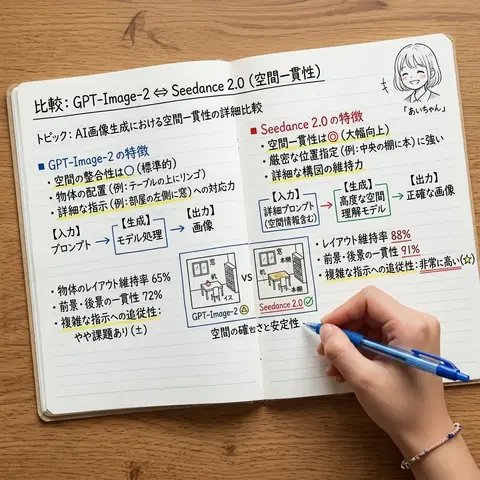 比較: GPT-Image-2 ⇔ Seedance 2.0 (空間一貫性)
トピック: AI画像生成における空間一貫性の詳細比較
■ GPT-Image-2 の特徴
・空間の整合性は○ (標準的)
・物体の配置 (例: テーブルの上にリンゴ)
・詳細な指示 (例: 部屋の左側に窓) への対応力
【入力】
プロンプト
→
【生成】
モデル処理
→
【出力】
画像
・物体のレイアウト維持率 65%
・前景・後景の一貫性 72%
・複雑な指示への追従性:
やや課題あり (±)
窓
机
イス
GPT-Image-2
VS
窓
本棚
机
本
Seedance 2.0
空間の確かさと安定性
「あいちゃん」
■ Seedance 2.0 の特徴
・空間一貫性は◎ (大幅向上)
・厳密な位置指定 (例: 中央の棚に本) に強い
・詳細な構図の維持力
【入力】
詳細プロンプト
(空間情報含む)
→
【生成】
高度な空間
理解モデル
→
【出力】
正確な画像
・レイアウト維持率 88%
・前景・後景の一貫性 91%
・複雑な指示への追従性: 非常に高い (☆)